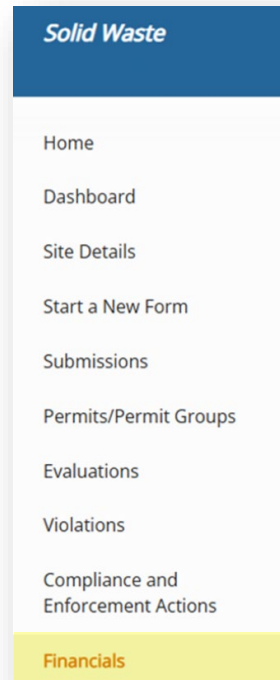 Solid Waste
Home
Dashboard
Site Details
Start a New Form
Submissions
Permits/Permit Groups
Evaluations
Violations
Compliance and
Enforcement Actions
Financials